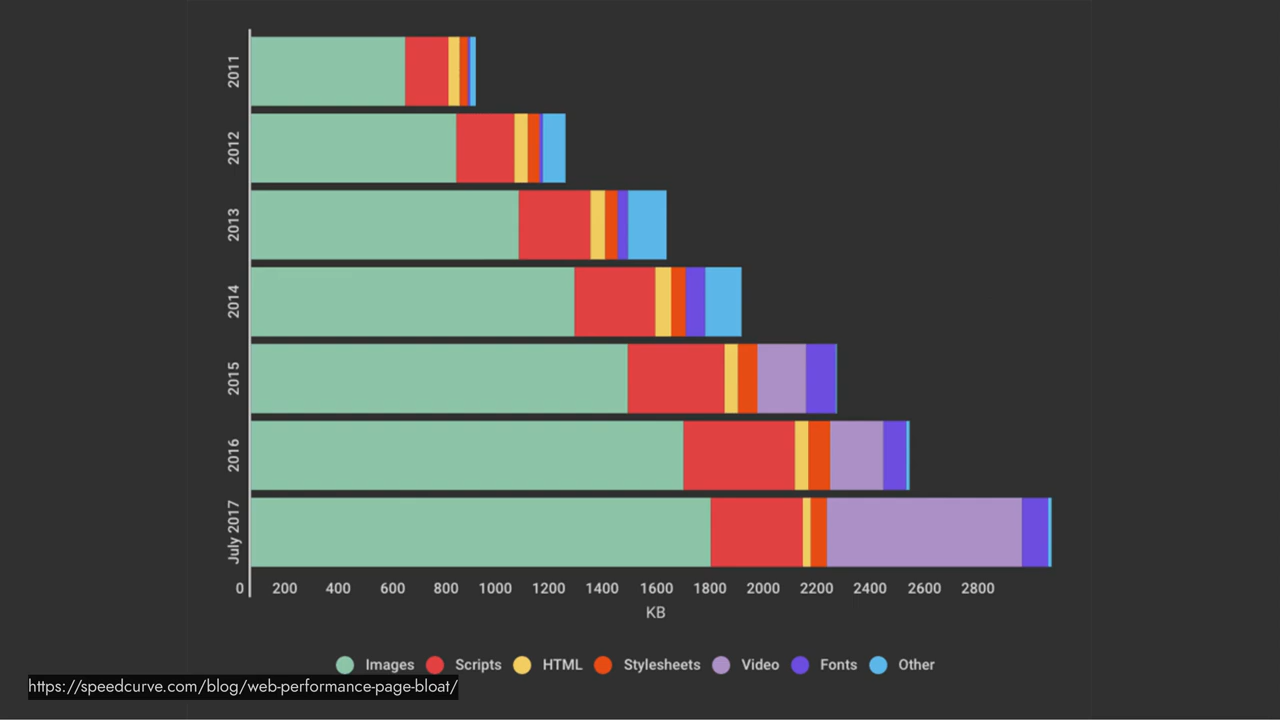 2011
2012
2013
2014
2015
2016
July 2017
0 200 400 600 800 1000 1200 1400 1600 1800 2000 2200 2400 2600 2800
KB
Images Scripts HTML Stylesheets Video Fonts Other
https://speedcurve.com/blog/web-performance-page-bloat/